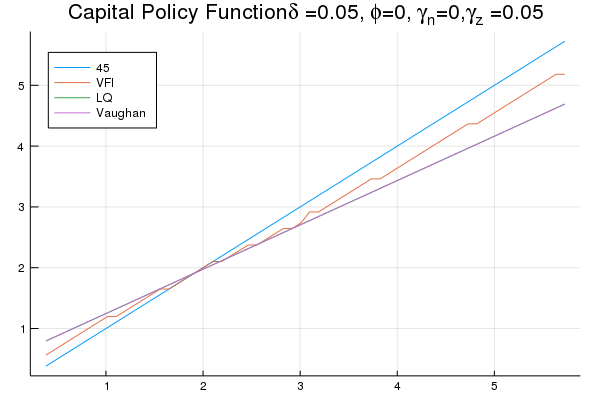 Capital Policy Functionδ =0.05, ϕ=0, γn=0,γz =0.05
45
VFI
LQ
Vaughan
5
4
3
2
1
1 2 3 4 5